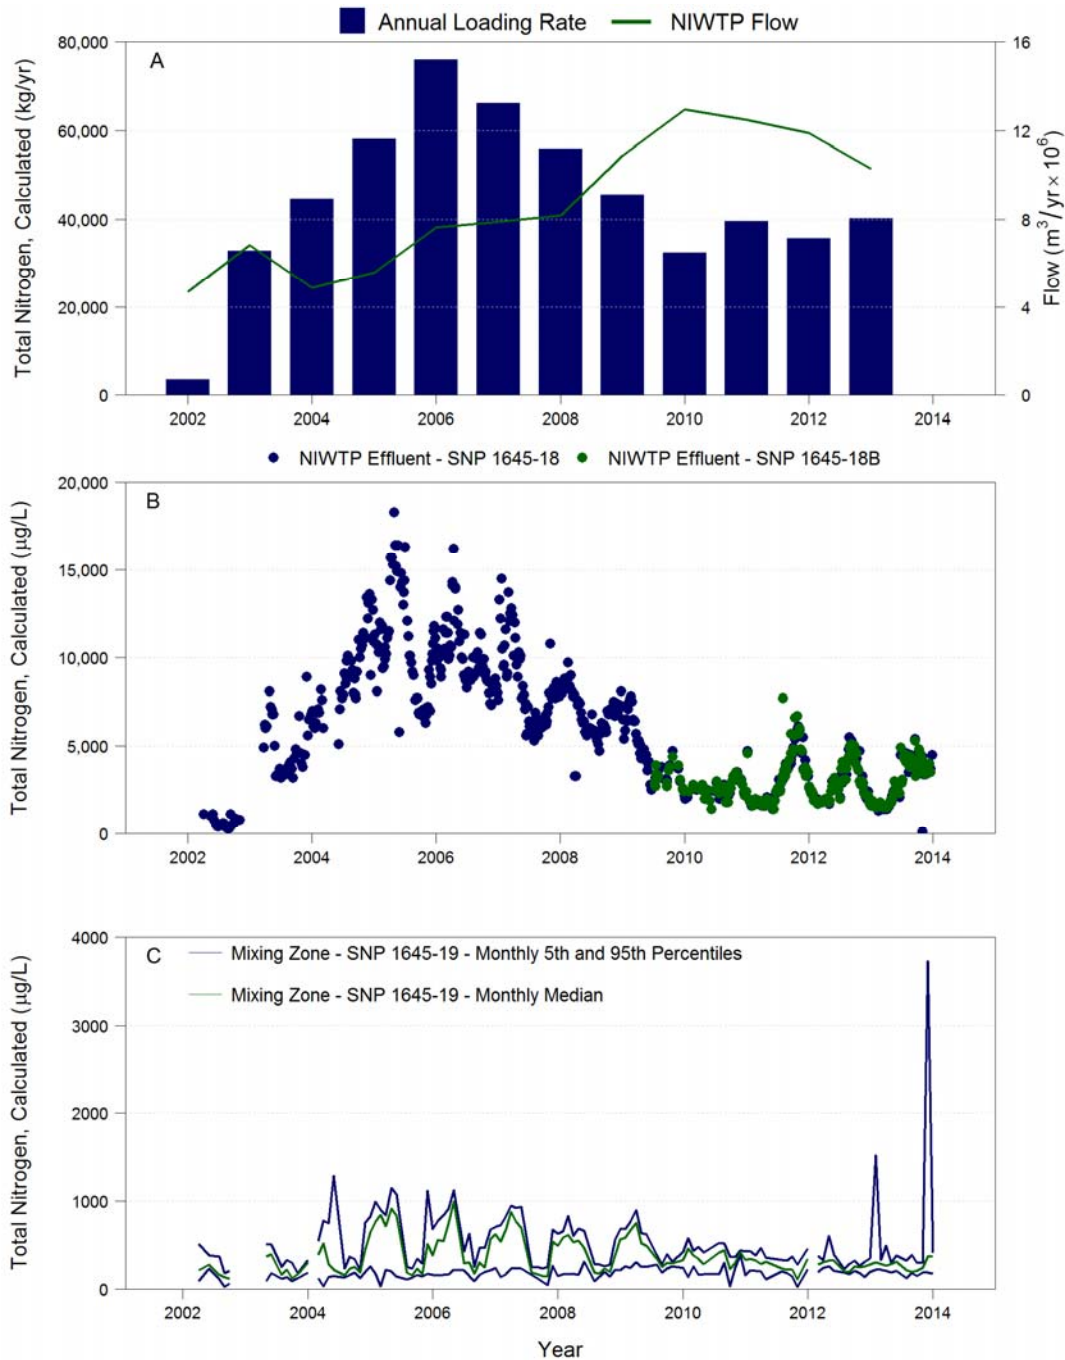 Annual Loading Rate NIWTP Flow
A
80,000
60,000
40,000
20,000
0
Total Nitrogen, Calculated (kg/yr)
16
12
8
4
0
Flow (m³/yr × 10⁶)
2002 2004 2006 2008 2010 2012 2014
NIWTP Effluent - SNP 1645-18 NIWTP Effluent - SNP 1645-18B
B
20,000
15,000
10,000
5,000
0
Total Nitrogen, Calculated (µg/L)
2002 2004 2006 2008 2010 2012 2014
C
Mixing Zone - SNP 1645-19 - Monthly 5th and 95th Percentiles
Mixing Zone - SNP 1645-19 - Monthly Median
4000
3000
2000
1000
0
Total Nitrogen, Calculated (µg/L)
2002 2004 2006 2008 2010 2012 2014
Year